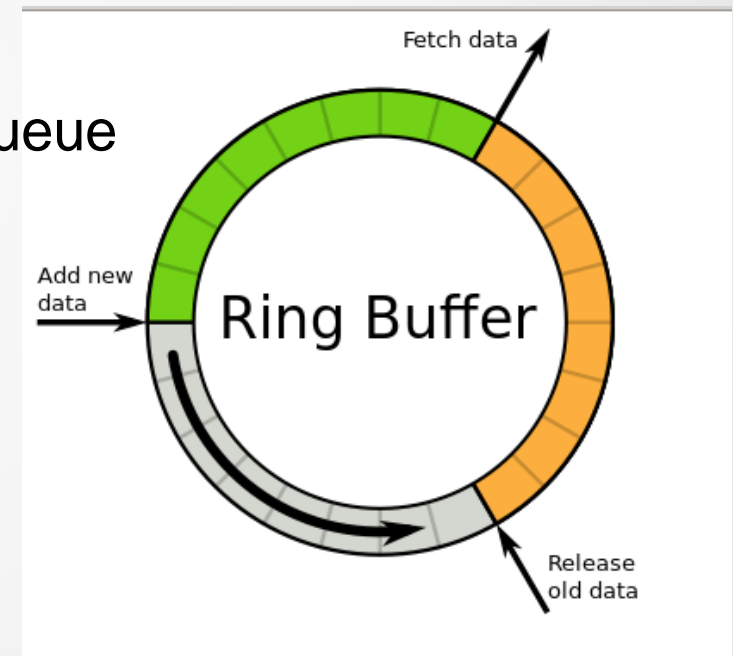 Fetch data
ueue
Add new
data
Ring Buffer
Release
old data